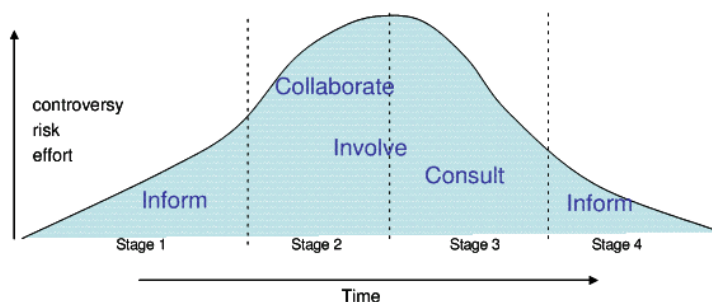 controversy
risk
effort
Collaborate
Involve
Consult
Inform
Inform
Stage 1
Stage 2
Stage 3
Stage 4
Time